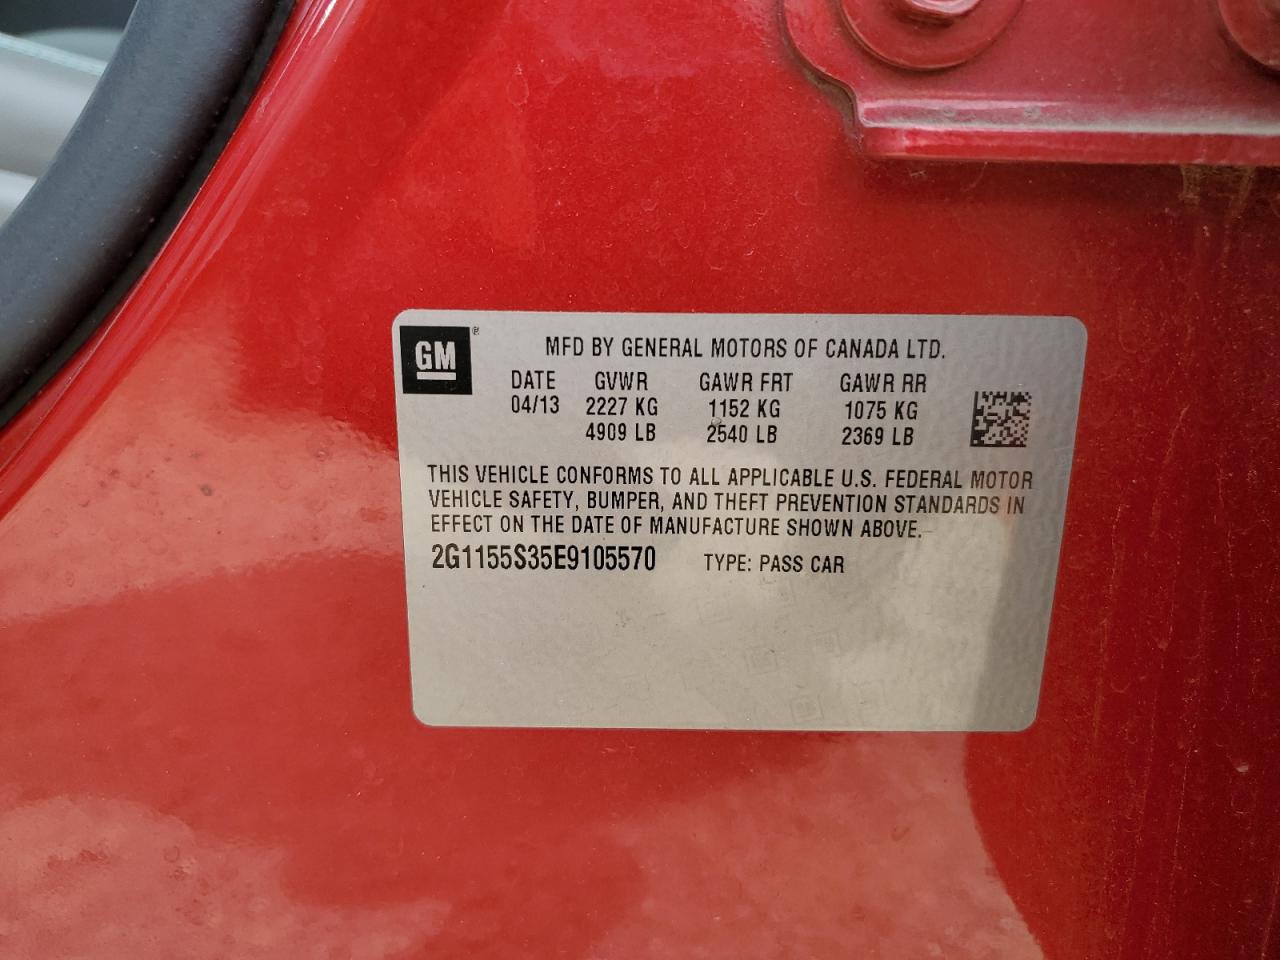 GM ®
MFD BY GENERAL MOTORS OF CANADA LTD.
DATE GVWR GAWR FRT GAWR RR
04/13 2227 KG 1152 KG 1075 KG
4909 LB 2540 LB 2369 LB
THIS VEHICLE CONFORMS TO ALL APPLICABLE U.S. FEDERAL MOTOR
VEHICLE SAFETY, BUMPER, AND THEFT PREVENTION STANDARDS IN
EFFECT ON THE DATE OF MANUFACTURE SHOWN ABOVE.
2G1155S35E9105570 TYPE: PASS CAR